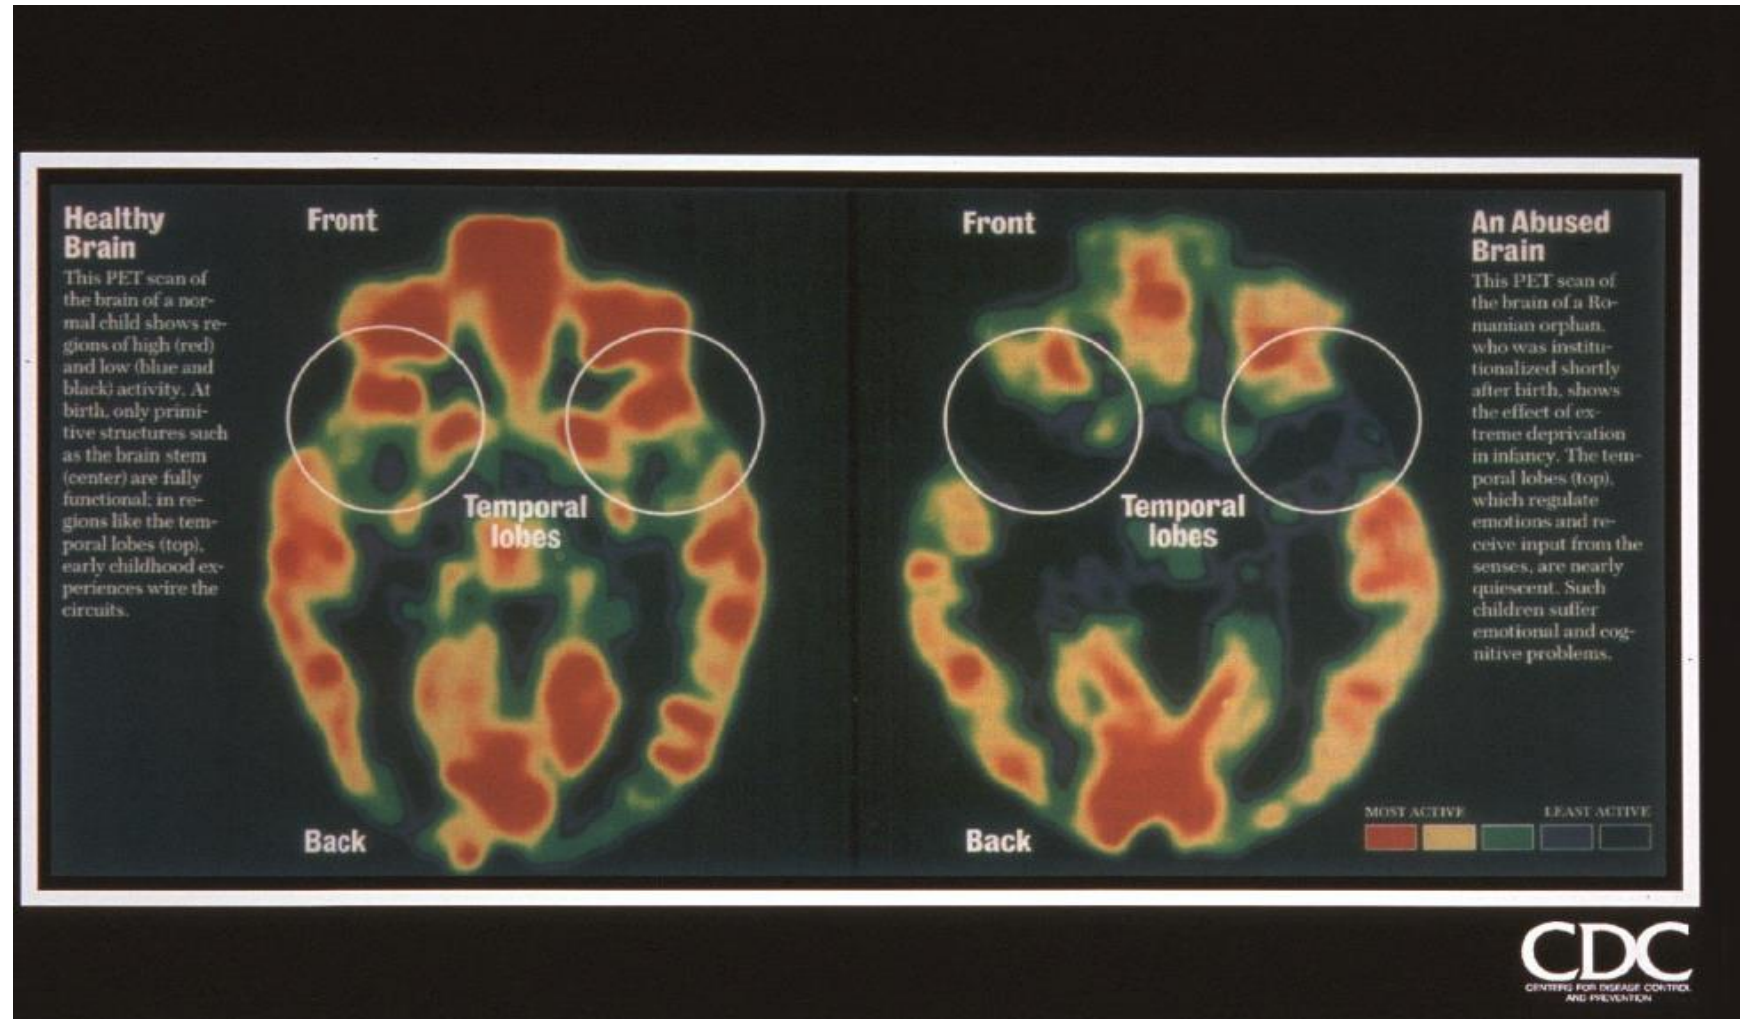 Healthy
Brain
This PET scan of
the brain of a nor-
mal child shows re-
gions of high (red)
and low (blue and
black) activity. At
birth, only primi-
tive structures such
as the brain stem
(center) are fully
functional; in re-
gions like the tem-
poral lobes (top),
early childhood ex-
periences wire the
circuits.
Front
Temporal
lobes
Back
Front
Temporal
lobes
Back
An Abused
Brain
This PET scan of
the brain of a Ro-
manian orphan,
who was institu-
tionalized shortly
after birth, shows
the effect of ex-
treme deprivation
in infancy. The tem-
poral lobes (top),
which regulate
emotions and re-
ceive input from the
senses, are nearly
quiescent. Such
children suffer
emotional and cog-
nitive problems.
MOST ACTIVE LEAST ACTIVE
CDC
CENTERS FOR DISEASE CONTROL
AND PREVENTION